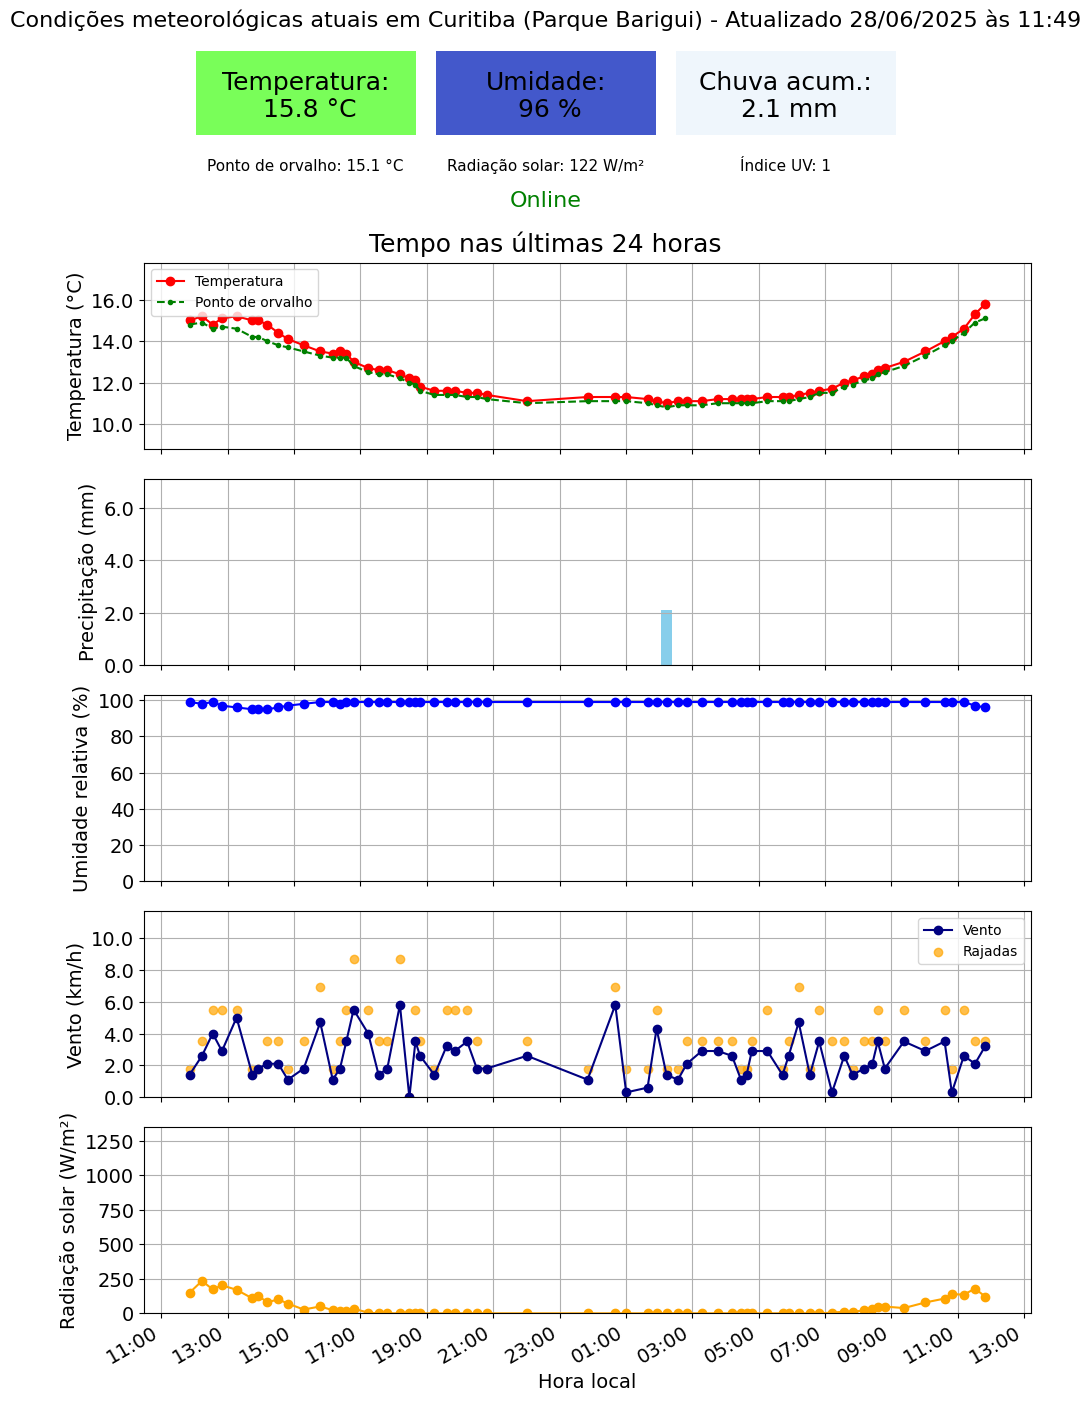 Condições meteorológicas atuais em Curitiba (Parque Barigui) - Atualizado 28/06/2025 às 11:49
Temperatura:
15.8 °C
Umidade:
96 %
Chuva acum.:
2.1 mm
Ponto de orvalho: 15.1 °C
Radiação solar: 122 W/m²
Índice UV: 1
Online
Tempo nas últimas 24 horas
Temperatura (°C)
16.0
14.0
12.0
10.0
Temperatura
Ponto de orvalho
Precipitação (mm)
6.0
4.0
2.0
0.0
Umidade relativa (%)
100
80
60
40
20
0
Vento (km/h)
10.0
8.0
6.0
4.0
2.0
0.0
Vento
Rajadas
Radiação solar (W/m²)
1250
1000
750
500
250
0
11:00
13:00
15:00
17:00
19:00
21:00
23:00
01:00
03:00
05:00
07:00
09:00
11:00
13:00
Hora local